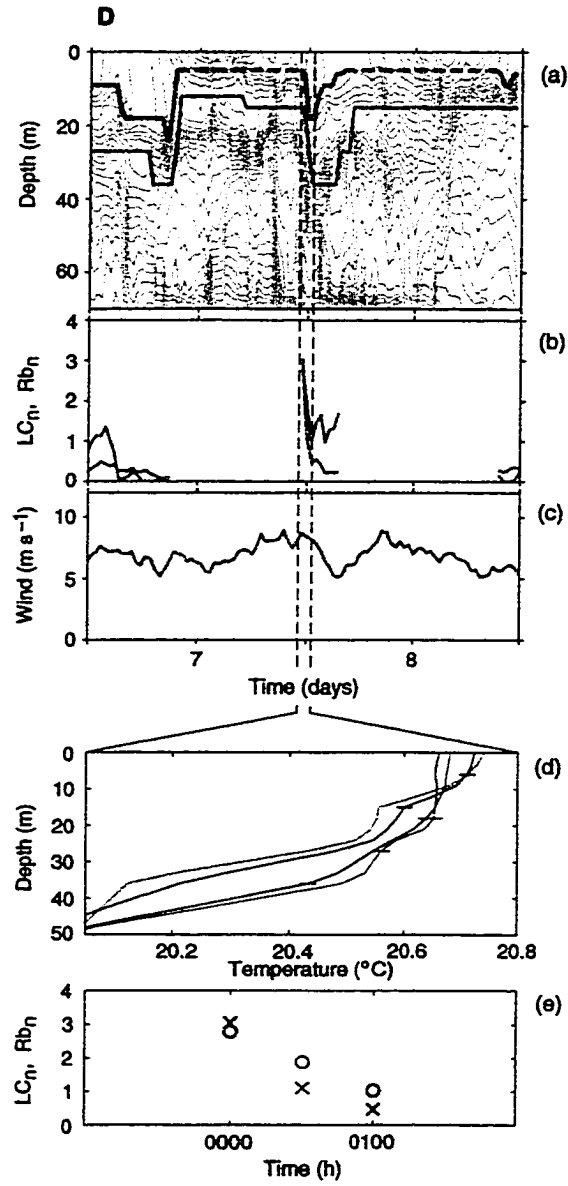 D
(a)
0
20
40
60
Depth (m)
(b)
4
3
2
1
0
LCn, Rbn
(c)
10
5
0
Wind (m s⁻¹)
7 8
Time (days)
(d)
0
10
20
30
40
50
Depth (m)
20.2 20.4 20.6 20.8
Temperature (°C)
(e)
4
3
2
1
0
LCn, Rbn
0000 0100
Time (h)